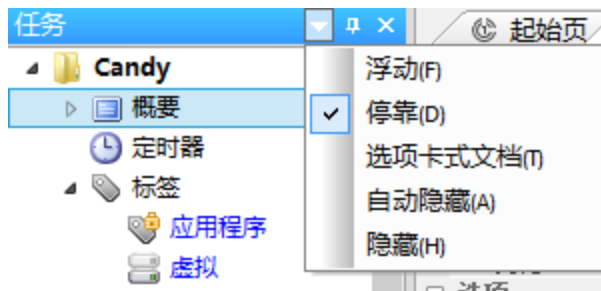 任务
起始页
Candy
概要
定时器
标签
应用程序
虚拟
浮动(F)
停靠(D)
选项卡式文档(T)
自动隐藏(A)
隐藏(H)